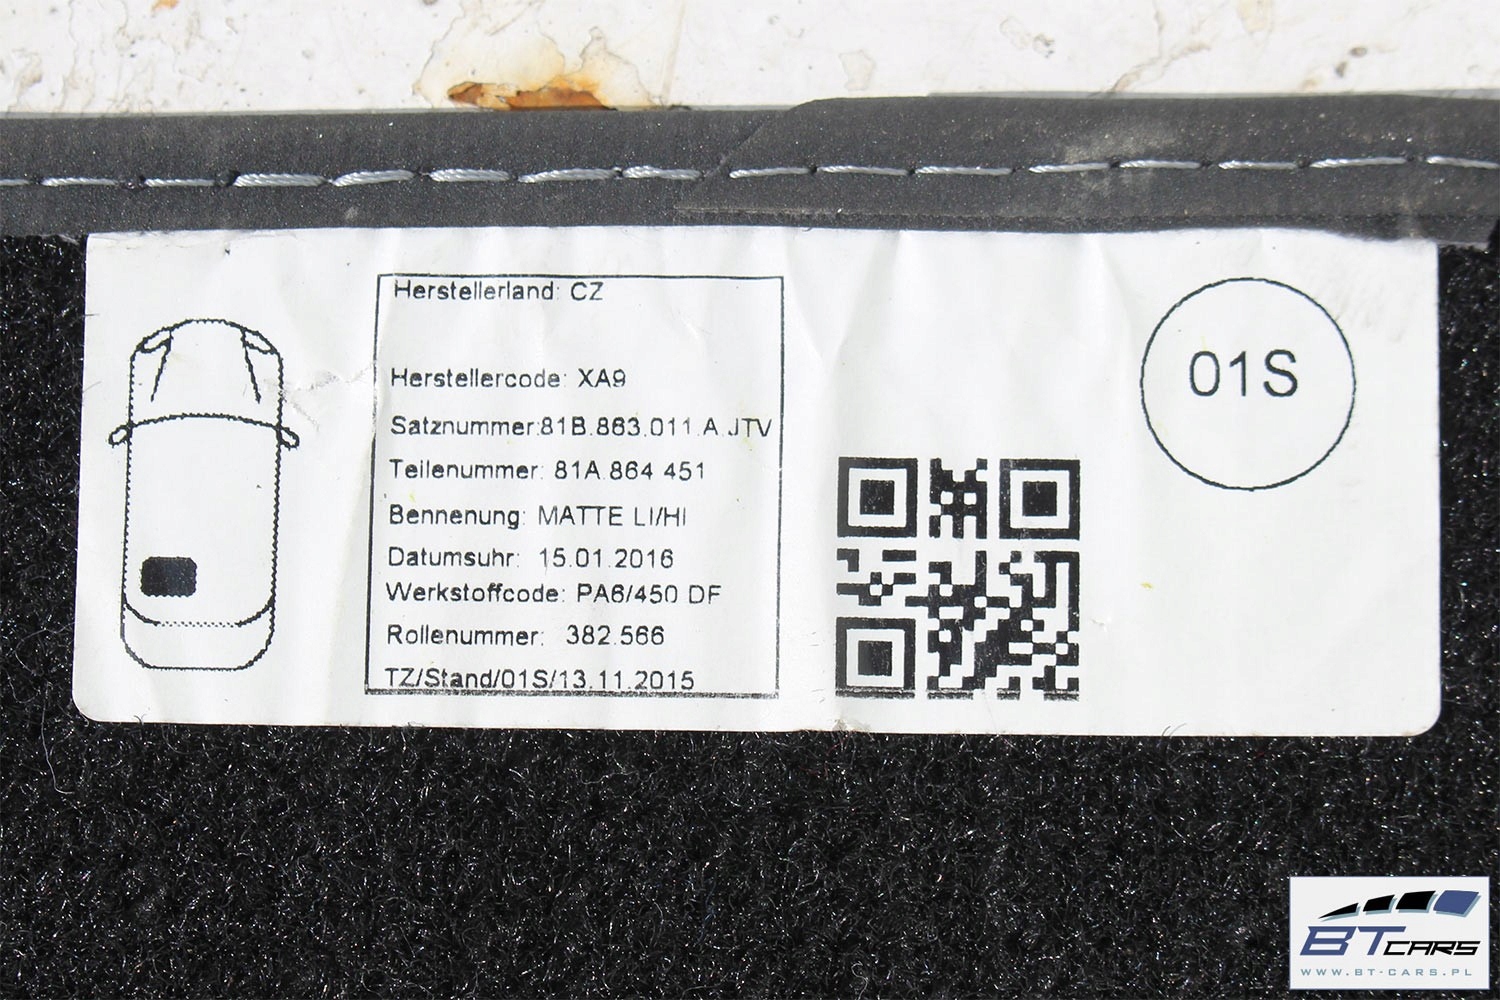 Herstellerland: CZ
Herstellercode: XA9
Satznummer:81B.863.011.A.JTV
Teilenummer: 81A.864 451
Bennenung: MATTE LI/HI
Datumsuhr: 15.01.2016
Werkstoffcode: PA6/450 DF
Rollenummer: 382.566
TZ/Stand/01S/13.11.2015
01S
BT CARS
WWW.BT-CARS.PL